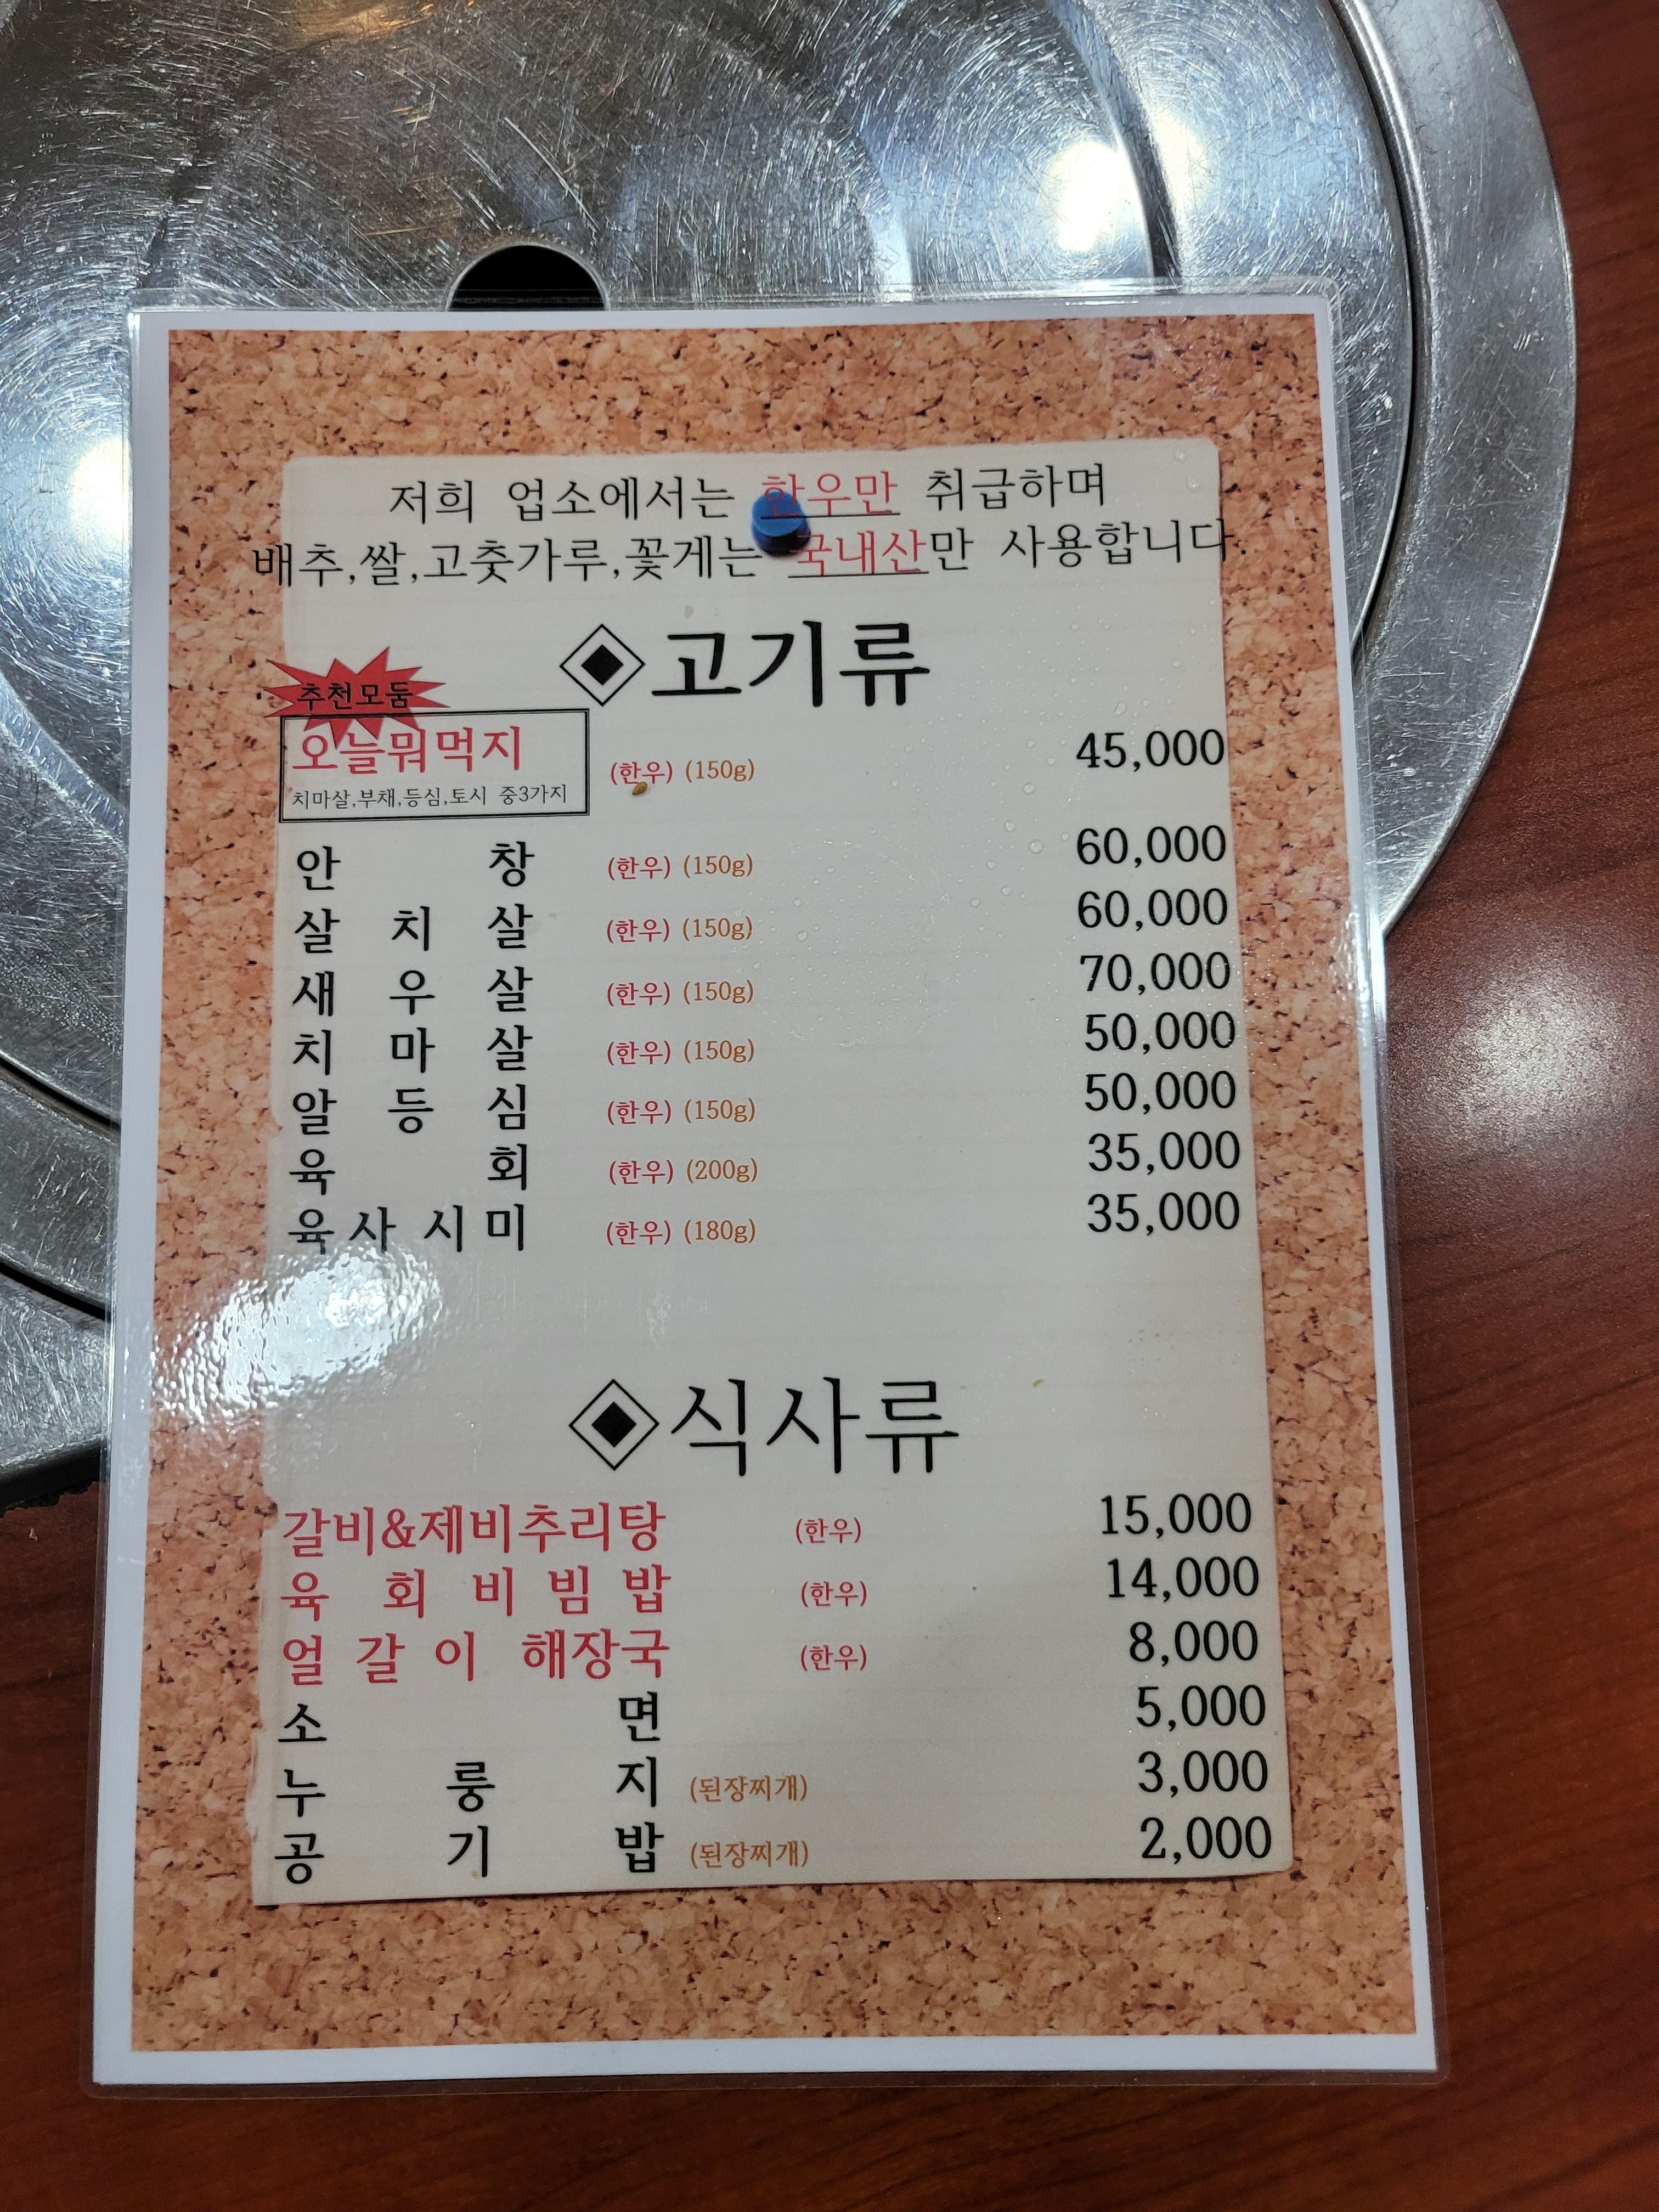 저희 업소에서는 한우만 취급하며
배추,쌀,고춧가루,꽃게는 국내산만 사용합니다.
◈고기류
추천모둠
오늘뭐먹지 (한우) (150g) 45,000
치마살,부채,등심,토시 중3가지
안창 (한우) (150g) 60,000
살치살 (한우) (150g) 60,000
새우살 (한우) (150g) 70,000
치마살 (한우) (150g) 50,000
알등심 (한우) (150g) 50,000
육회 (한우) (200g) 35,000
육사시미 (한우) (180g) 35,000
◈식사류
갈비&제비추리탕 (한우) 15,000
육회비빔밥 (한우) 14,000
얼갈이 해장국 (한우) 8,000
소면 5,000
누룽지 (된장찌개) 3,000
공기밥 (된장찌개) 2,000